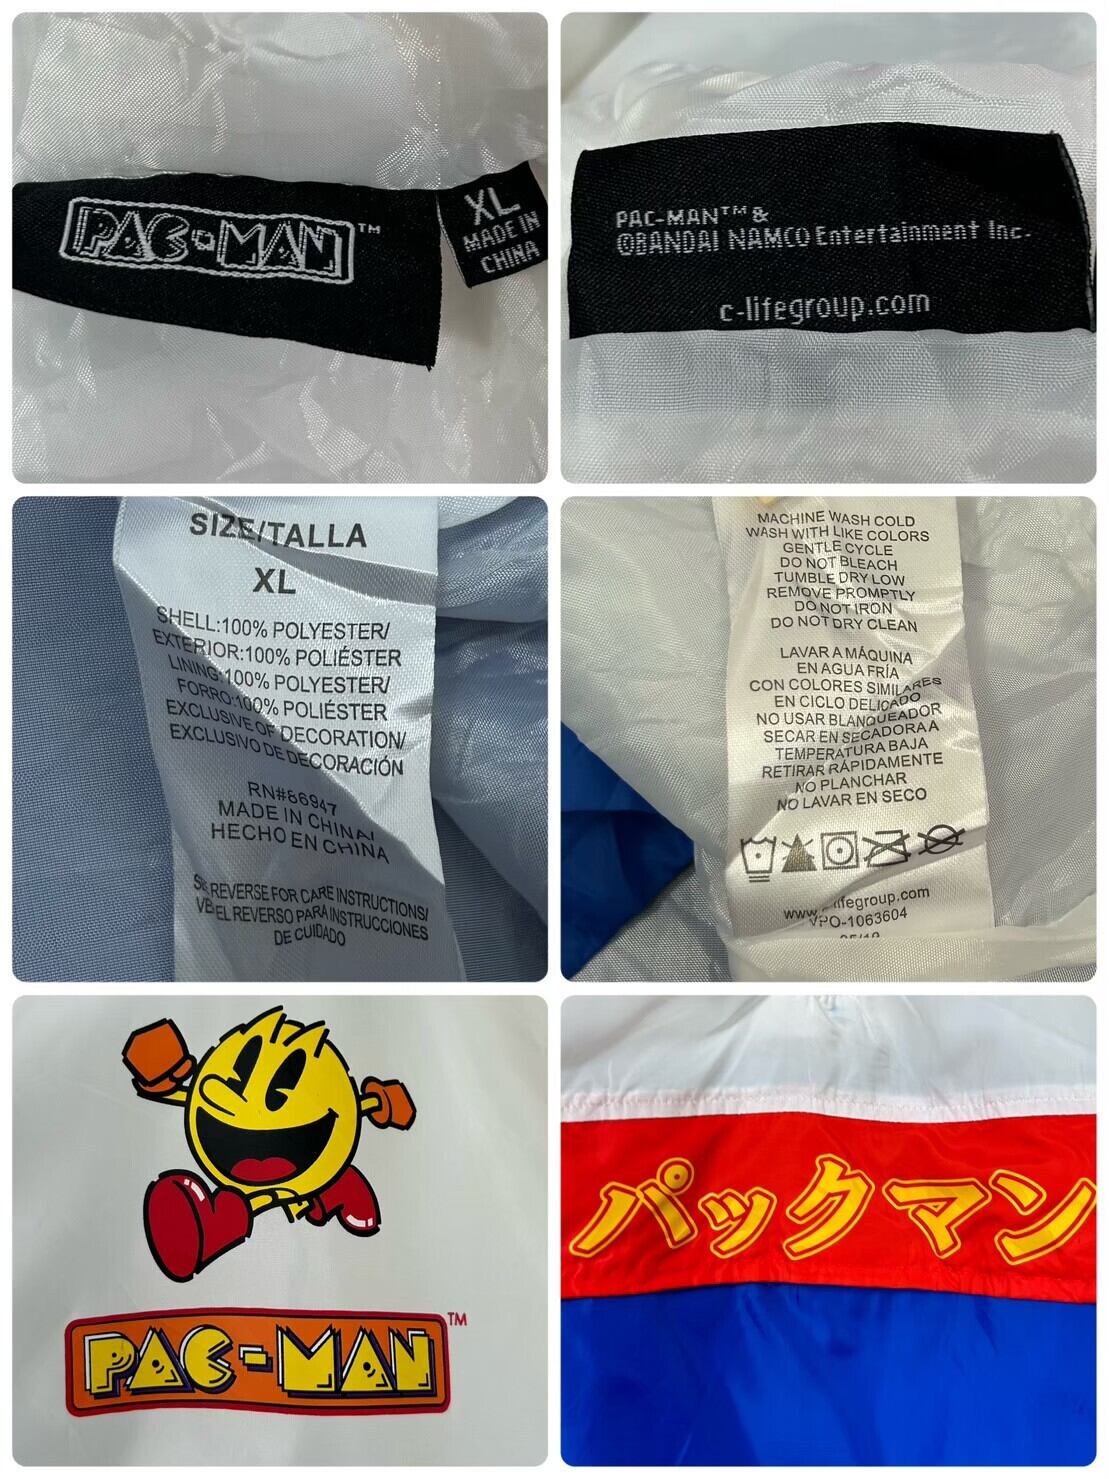 PAC-MAN™
XL
MADE IN
CHINA
PAC-MAN™ &
©BANDAI NAMCO Entertainment Inc.
c-lifegroup.com
SIZE/TALLA
XL
SHELL:100% POLYESTER/
EXTERIOR:100% POLIÉSTER
LINING:100% POLYESTER/
FORRO:100% POLIÉSTER
EXCLUSIVE OF DECORATION/
EXCLUSIVO DE DECORACIÓN
RN#86947
MADE IN CHINA/
HECHO EN CHINA
REVERSE FOR CARE INSTRUCTIONS/
EL REVERSO PARA INSTRUCCIONES
DE CUIDADO
MACHINE WASH COLD
WASH WITH LIKE COLORS
GENTLE CYCLE
DO NOT BLEACH
TUMBLE DRY LOW
REMOVE PROMPTLY
DO NOT IRON
DO NOT DRY CLEAN
LAVAR A MÁQUINA
EN AGUA FRÍA
CON COLORES SIMILARES
EN CICLO DELICADO
NO USAR BLANQUEADOR
SECAR EN SECADORA A
TEMPERATURA BAJA
RETIRAR RÁPIDAMENTE
NO PLANCHAR
NO LAVAR EN SECO
VPO-1063604
PAC-MAN™
パックマン